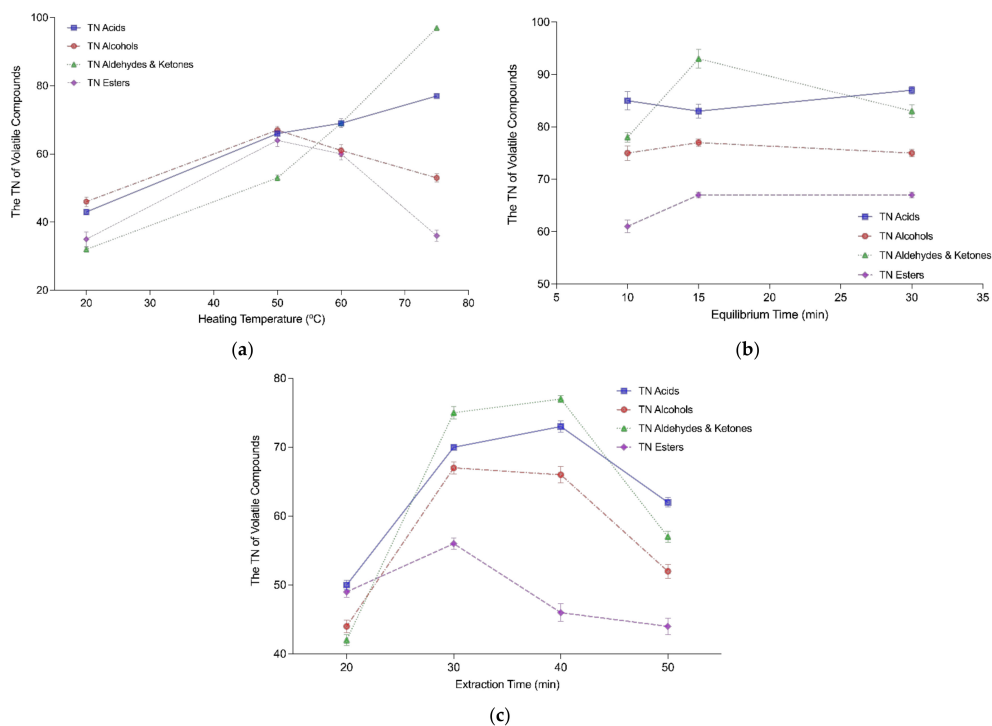 TN Acids
TN Alcohols
TN Aldehydes & Ketones
TN Esters
The TN of Volatile Compounds
100
80
60
40
20
20
30
40
50
60
70
80
Heating Temperature (ºC)
(a)
The TN of Volatile Compounds
100
90
80
70
60
50
TN Acids
TN Alcohols
TN Aldehydes & Ketones
TN Esters
5
10
15
20
25
30
35
Equilibrium Time (min)
(b)
The TN of Volatile Compounds
80
70
60
50
40
TN Acids
TN Alcohols
TN Aldehydes & Ketones
TN Esters
20
30
40
50
Extraction Time (min)
(c)